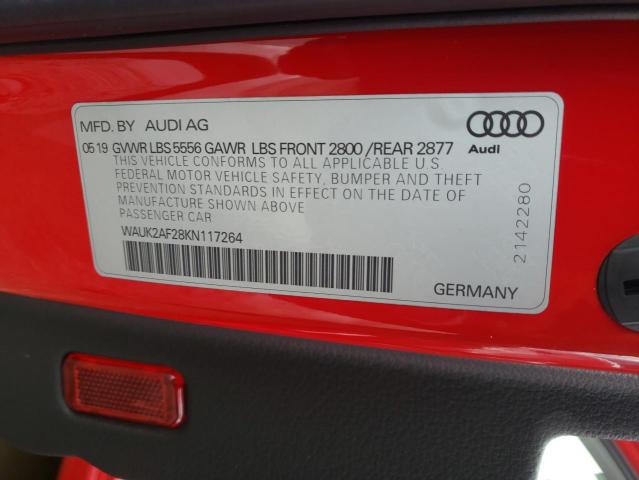 MFD. BY AUDI AG
05 19 GVWR LBS 5556 GAWR LBS FRONT 2800 /REAR 2877
THIS VEHICLE CONFORMS TO ALL APPLICABLE U.S.
FEDERAL MOTOR VEHICLE SAFETY, BUMPER AND THEFT
PREVENTION STANDARDS IN EFFECT ON THE DATE OF
MANUFACTURE SHOWN ABOVE
PASSENGER CAR
WAUK2AF28KN117264
Audi
2142280
GERMANY